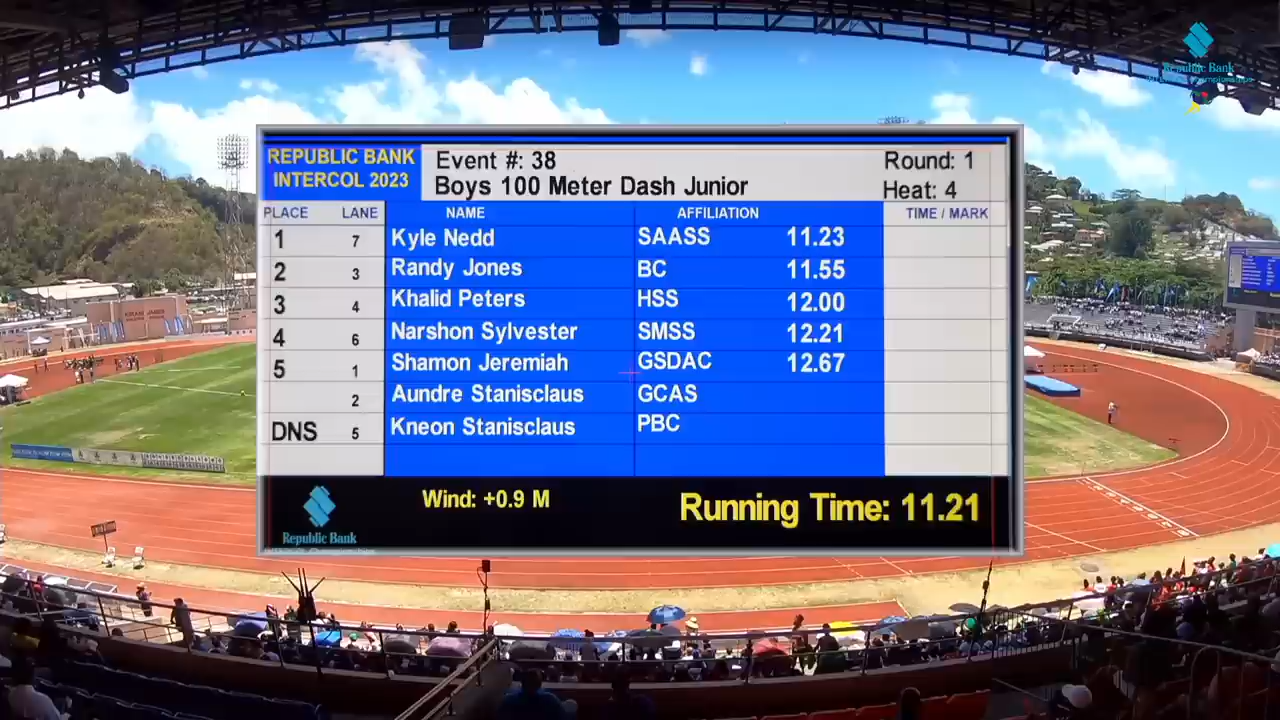 Republic Bank
REPUBLIC BANK
INTERCOL 2023
Event #: 38
Boys 100 Meter Dash Junior
Round: 1
Heat: 4
PLACE LANE NAME AFFILIATION TIME / MARK
1 7 Kyle Nedd SAASS 11.23
2 3 Randy Jones BC 11.55
3 4 Khalid Peters HSS 12.00
4 6 Narshon Sylvester SMSS 12.21
5 1 Shamon Jeremiah GSDAC 12.67
2 Aundre Stanisclaus GCAS
DNS 5 Kneon Stanisclaus PBC
Wind: +0.9 M
Running Time: 11.21
Republic Bank